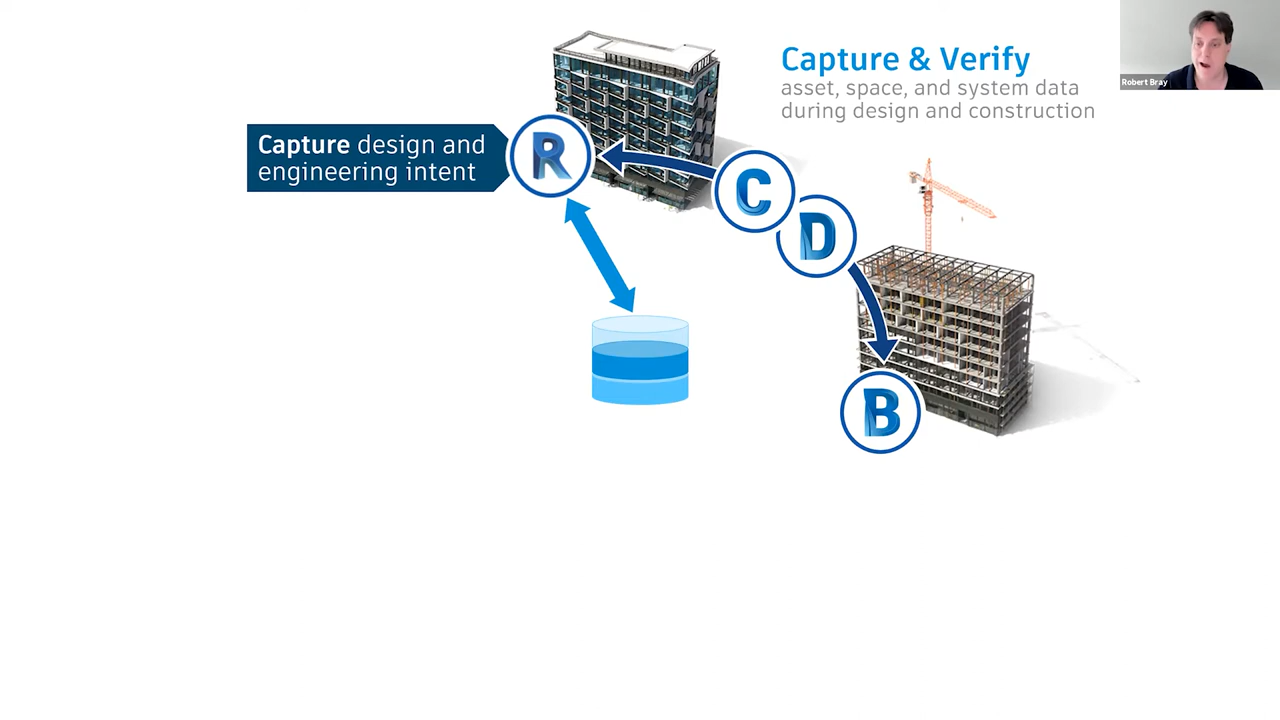 Capture & Verify
asset, space, and system data
during design and construction
Robert Bray
Capture design and
engineering intent
R
C
D
B